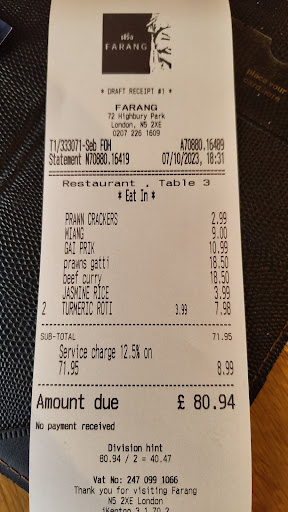 FARANG
* DRAFT RECEIPT #1 *
FARANG
72 Highbury Park
London, N5 2XE
0207 226 1609
T1/333071-Seb FOH A70880.16489
Statement N70880.16419 07/10/2023, 18:31
Restaurant , Table 3
* Eat In *
PRAWN CRACKERS 2.99
MIANG 9.00
GAI PRIK 10.99
prawns gatti 18.50
beef curry 18.50
JASMINE RICE 3.99
2 TURMERIC ROTI 3.99 7.98
SUB-TOTAL 71.95
Service charge 12.5% on
71.95 8.99
Amount due £ 80.94
No payment received
Division hint
80.94 / 2 = 40.47
Vat No: 247 099 1066
Thank you for visiting Farang
N5 2XE London
place your
card here